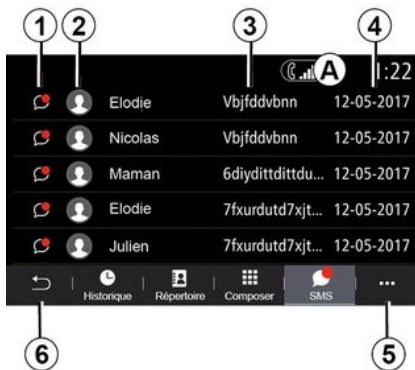 1 2 3 4
A 1:22
Elodie Vbjfddvbnn 12-05-2017
Nicolas Vbjfddvbnn 12-05-2017
Maman 6diydittdittdu... 12-05-2017
Elodie 7fxurdutd7xjt... 12-05-2017
Julien 7fxurdutd7xjt... 12-05-2017
Historique Répertoire Composer SMS ...
6 5